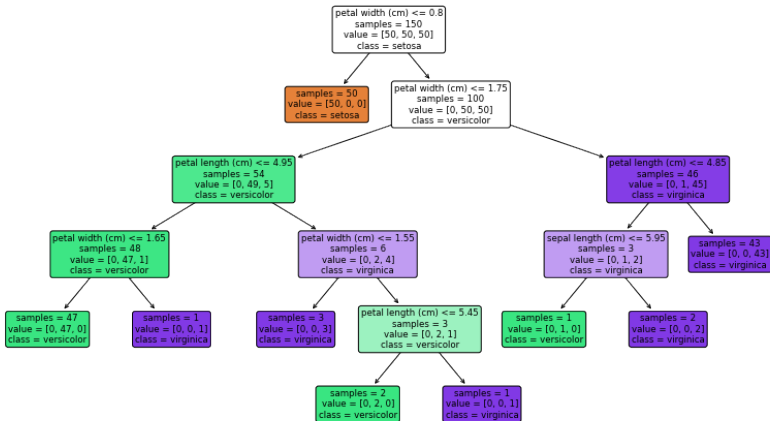 petal width (cm) <= 0.8
samples = 150
value = [50, 50, 50]
class = setosa
samples = 50
value = [50, 0, 0]
class = setosa
petal width (cm) <= 1.75
samples = 100
value = [0, 50, 50]
class = versicolor
petal length (cm) <= 4.95
samples = 54
value = [0, 49, 5]
class = versicolor
petal length (cm) <= 4.85
samples = 46
value = [0, 1, 45]
class = virginica
petal width (cm) <= 1.65
samples = 48
value = [0, 47, 1]
class = versicolor
petal width (cm) <= 1.55
samples = 6
value = [0, 2, 4]
class = virginica
sepal length (cm) <= 5.95
samples = 3
value = [0, 1, 2]
class = virginica
samples = 43
value = [0, 0, 43]
class = virginica
samples = 47
value = [0, 47, 0]
class = versicolor
samples = 1
value = [0, 0, 1]
class = virginica
samples = 3
value = [0, 0, 3]
class = virginica
petal length (cm) <= 5.45
samples = 3
value = [0, 2, 1]
class = versicolor
samples = 1
value = [0, 1, 0]
class = versicolor
samples = 2
value = [0, 0, 2]
class = virginica
samples = 2
value = [0, 2, 0]
class = versicolor
samples = 1
value = [0, 0, 1]
class = virginica